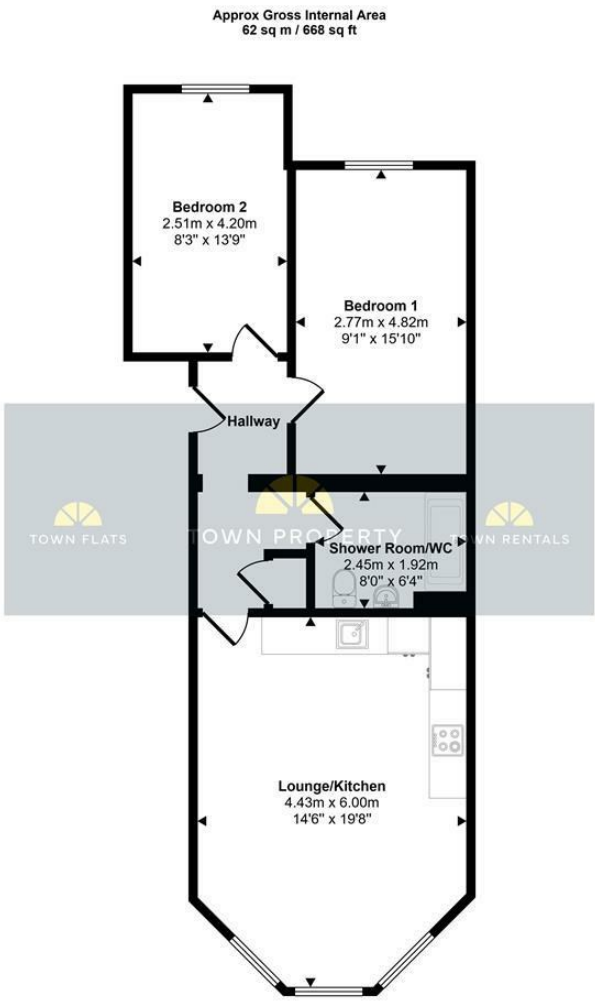 Approx Gross Internal Area
62 sq m / 668 sq ft
Bedroom 2
2.51m x 4.20m
8'3" x 13'9"
Bedroom 1
2.77m x 4.82m
9'1" x 15'10"
Hallway
TOWN FLATS
TOWN PROPERTY
TOWN RENTALS
Shower Room/WC
2.45m x 1.92m
8'0" x 6'4"
Lounge/Kitchen
4.43m x 6.00m
14'6" x 19'8"